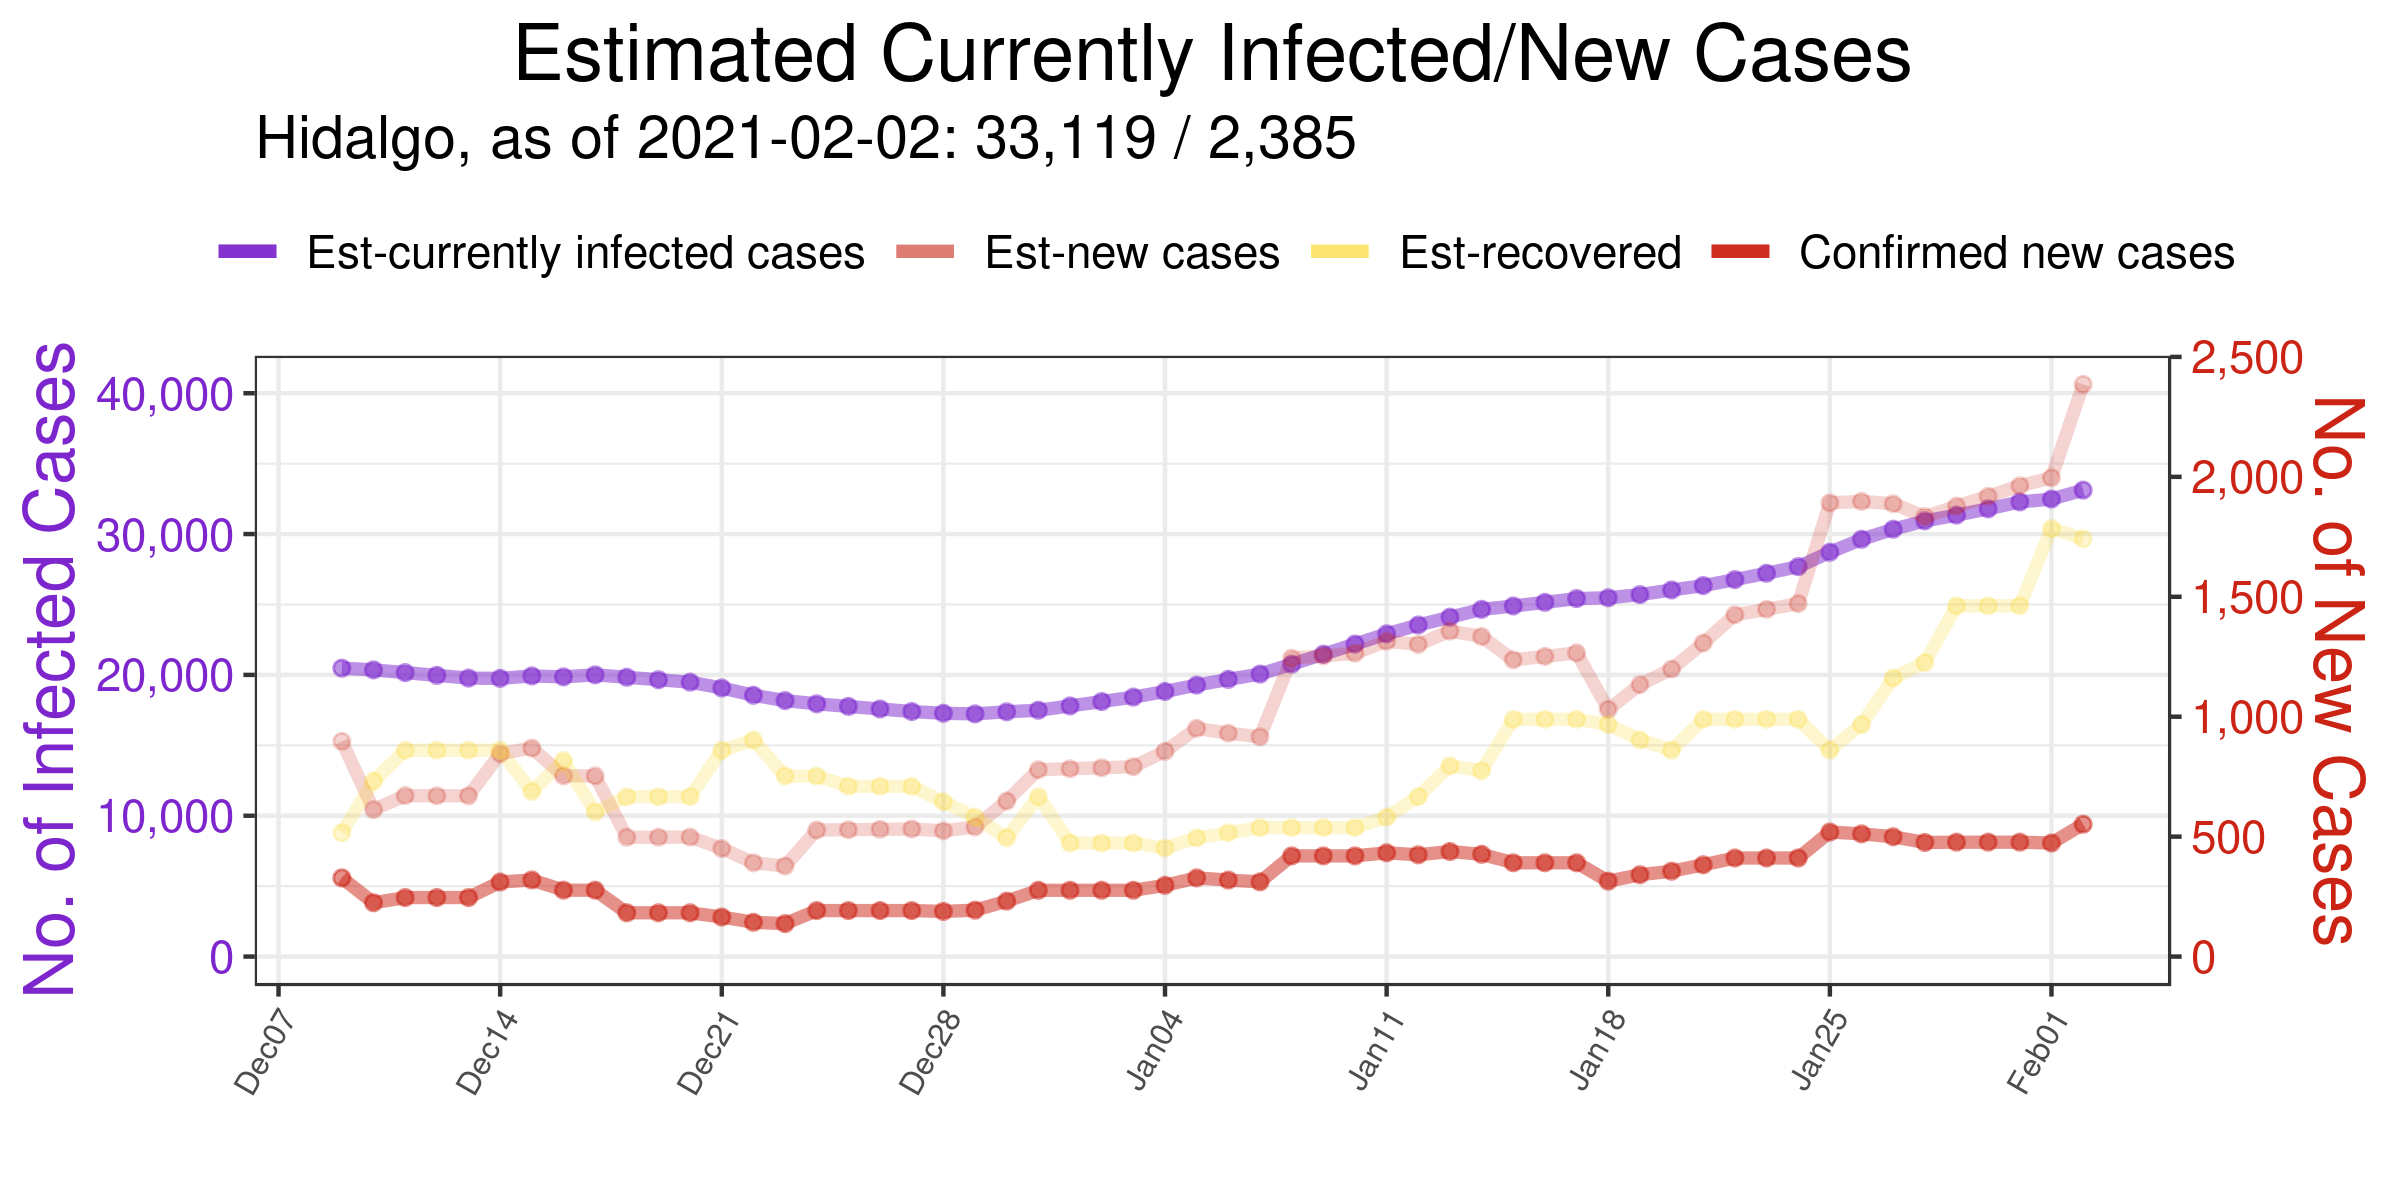 Estimated Currently Infected/New Cases
Hidalgo, as of 2021-02-02: 33,119 / 2,385
Est-currently infected cases Est-new cases Est-recovered Confirmed new cases
No. of Infected Cases
40,000
30,000
20,000
10,000
0
2,500
2,000
1,500
1,000
500
0
No. of New Cases
Dec07 Dec14 Dec21 Dec28 Jan04 Jan11 Jan18 Jan25 Feb01